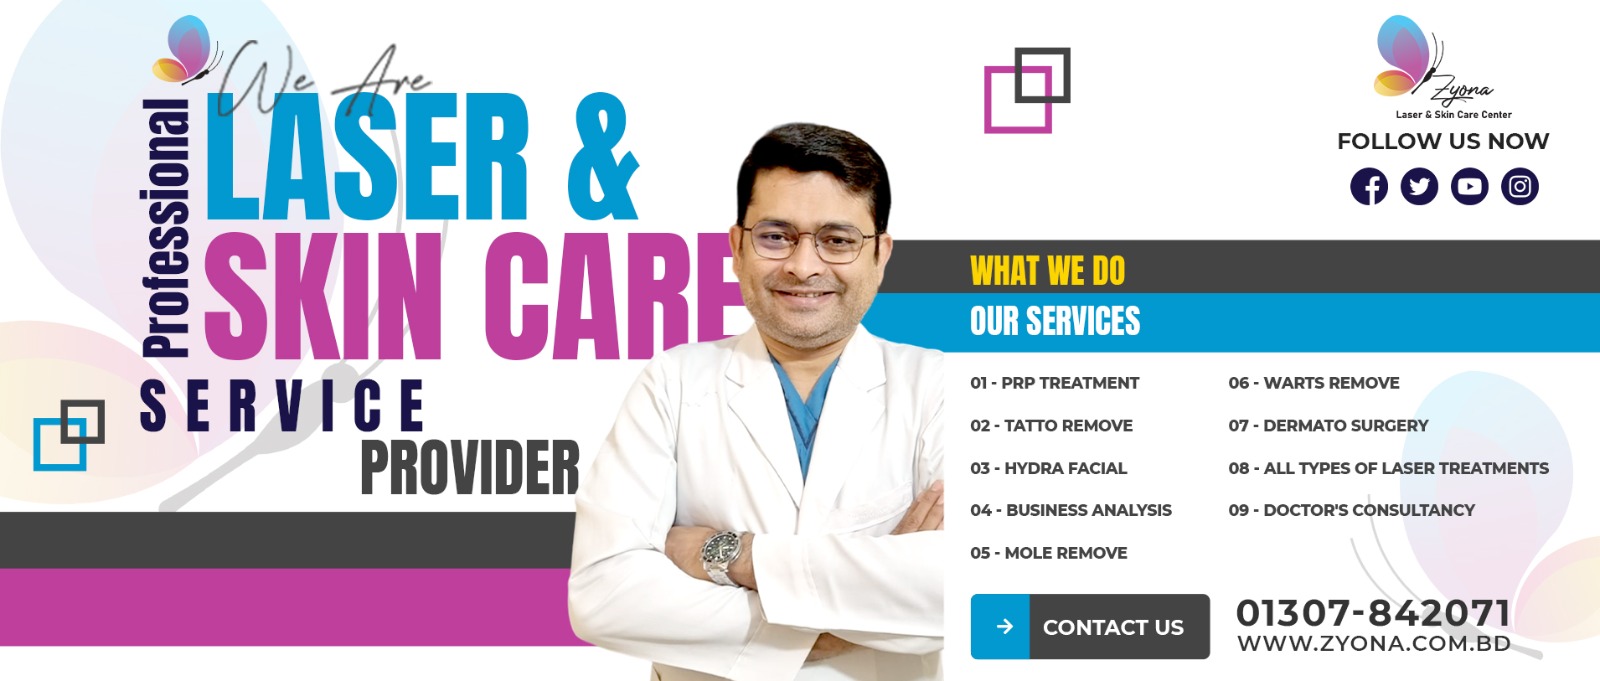 We Are
Professional
LASER &
SKIN CARE
SERVICE
PROVIDER
Zyona
Laser & Skin Care Center
FOLLOW US NOW
WHAT WE DO
OUR SERVICES
01 - PRP TREATMENT
02 - TATTO REMOVE
03 - HYDRA FACIAL
04 - BUSINESS ANALYSIS
05 - MOLE REMOVE
06 - WARTS REMOVE
07 - DERMATO SURGERY
08 - ALL TYPES OF LASER TREATMENTS
09 - DOCTOR'S CONSULTANCY
CONTACT US
01307-842071
WWW.ZYONA.COM.BD